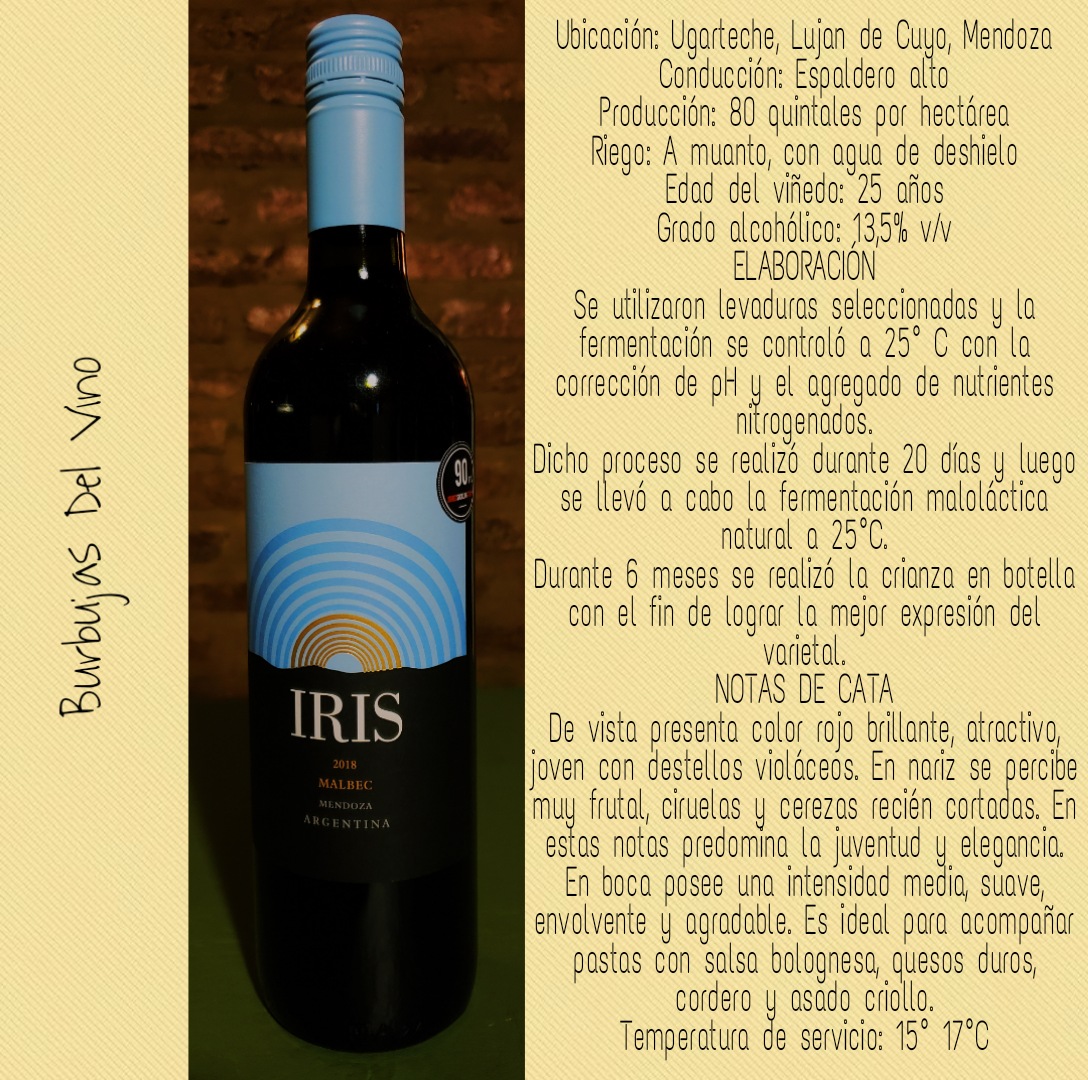 Burbujas Del Vino
90
IRIS
2018
MALBEC
MENDOZA
ARGENTINA
Ubicación: Ugarteche, Lujan de Cuyo, Mendoza
Conducción: Espaldero alto
Producción: 80 quintales por hectárea
Riego: A muanto, con agua de deshielo
Edad del viñedo: 25 años
Grado alcohólico: 13,5% v/v
ELABORACIÓN
Se utilizaron levaduras seleccionadas y la
fermentación se controló a 25° C con la
corrección de pH y el agregado de nutrientes
nitrogenados.
Dicho proceso se realizó durante 20 días y luego
se llevó a cabo la fermentación maloláctica
natural a 25°C.
Durante 6 meses se realizó la crianza en botella
con el fin de lograr la mejor expresión del
varietal.
NOTAS DE CATA
De vista presenta color rojo brillante, atractivo,
joven con destellos violáceos. En nariz se percibe
muy frutal, ciruelas y cerezas recién cortadas. En
estas notas predomina la juventud y elegancia.
En boca posee una intensidad media, suave,
envolvente y agradable. Es ideal para acompañar
pastas con salsa bolognesa, quesos duros,
cordero y asado criollo.
Temperatura de servicio: 15° 17°C